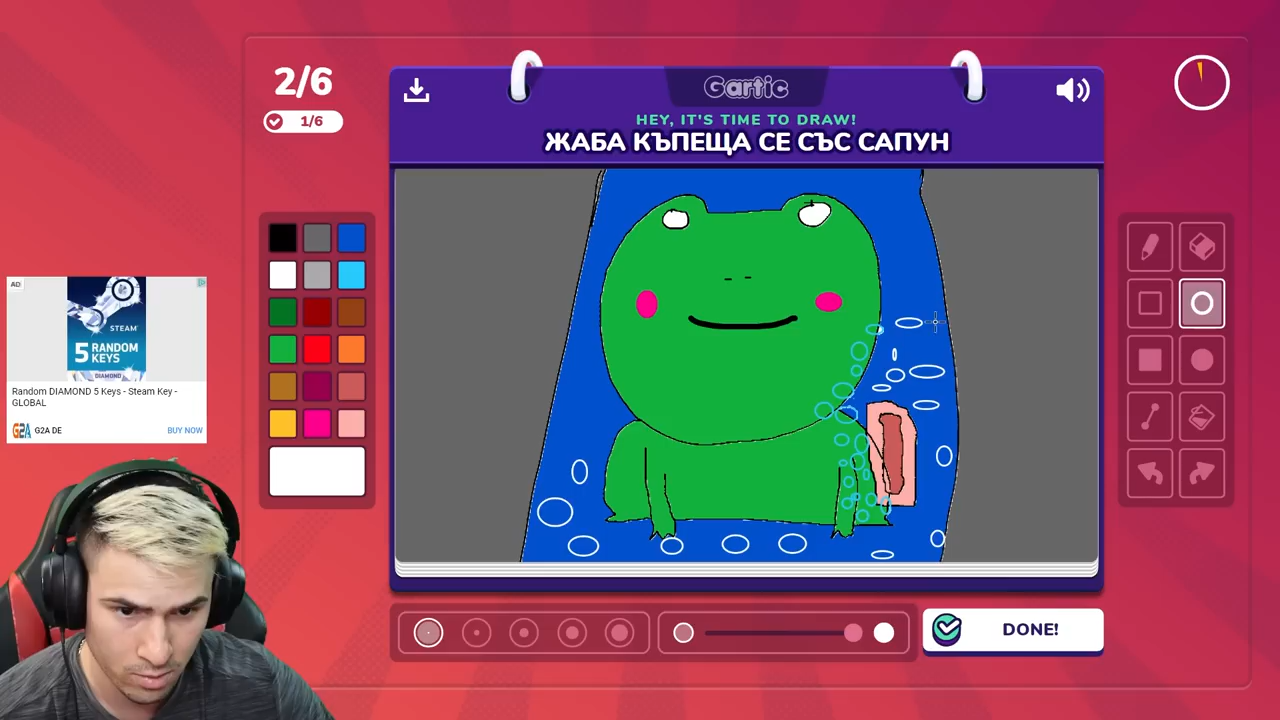 2/6
1/6
Gartic
HEY, IT'S TIME TO DRAW!
ЖАБА КЪПЕЩА СЕ СЪС САПУН
AD
STEAM
5 RANDOM
KEYS
DIAMOND
Random DIAMOND 5 Keys - Steam Key -
GLOBAL
G2A
G2A DE
BUY NOW
DONE!